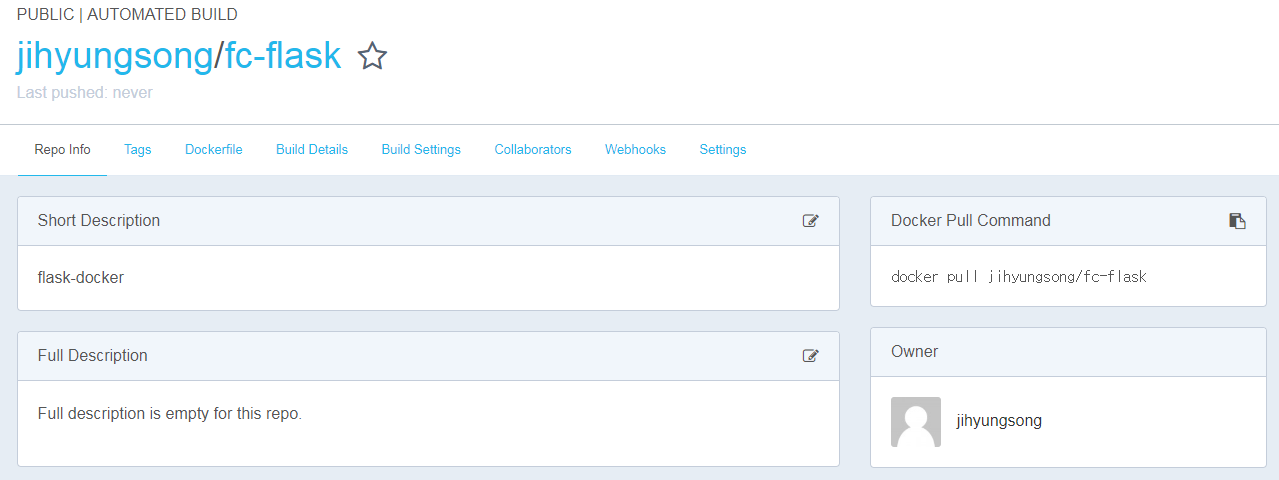 PUBLIC | AUTOMATED BUILD
jihyungsong/fc-flask
Last pushed: never
Repo Info Tags Dockerfile Build Details Build Settings Collaborators Webhooks Settings
Short Description
flask-docker
Full Description
Full description is empty for this repo.
Docker Pull Command
docker pull jihyungsong/fc-flask
Owner
jihyungsong